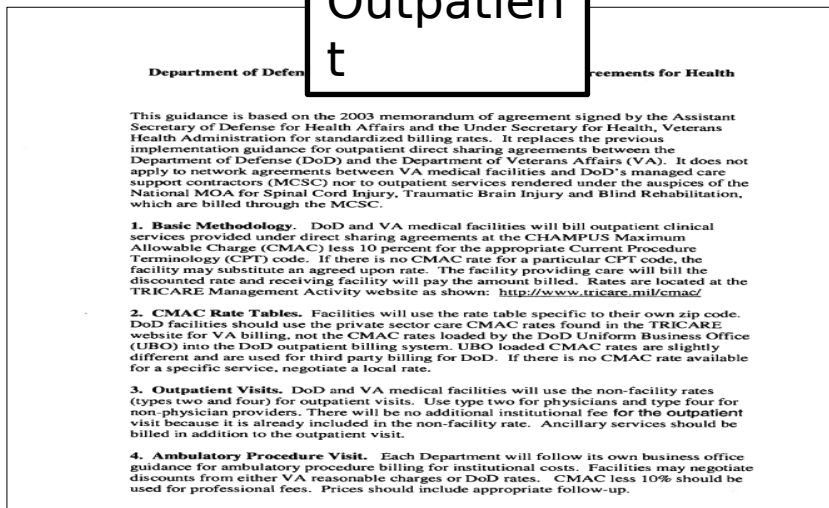 Outpatien
t
Department of Defen
reements for Health
This guidance is based on the 2003 memorandum of agreement signed by the Assistant
Secretary of Defense for Health Affairs and the Under Secretary for Health, Veterans
Health Administration for standardized billing rates.  It replaces the previous
implementation guidance for outpatient direct sharing agreements between the
Department of Defense (DoD) and the Department of Veterans Affairs (VA).  It does not
apply to network agreements between VA medical facilities and DoD's managed care
support contractors (MCSC) nor to outpatient services rendered under the auspices of the
National MOA for Spinal Cord Injury, Traumatic Brain Injury and Blind Rehabilitation,
which are billed through the MCSC.
1. Basic Methodology.  DoD and VA medical facilities will bill outpatient clinical
services provided under direct sharing agreements at the CHAMPUS Maximum
Allowable Charge (CMAC) less 10 percent for the appropriate Current Procedure
Terminology (CPT) code.  If there is no CMAC rate for a particular CPT code, the
facility may substitute an agreed upon rate.  The facility providing care will bill the
discounted rate and receiving facility will pay the amount billed.  Rates are located at the
TRICARE Management Activity website as shown:  http://www.tricare.mil/cmac/
2. CMAC Rate Tables.  Facilities will use the rate table specific to their own zip code.
DoD facilities should use the private sector care CMAC rates found in the TRICARE
website for VA billing, not the CMAC rates loaded by the DoD Uniform Business Office
(UBO) into the DoD outpatient billing system.  UBO loaded CMAC rates are slightly
different and are used for third party billing for DoD.  If there is no CMAC rate available
for a specific service, negotiate a local rate.
3. Outpatient Visits.  DoD and VA medical facilities will use the non-facility rates
(types two and four) for outpatient visits.  Use type two for physicians and type four for
non-physician providers. There will be no additional institutional fee for the outpatient
visit because it is already included in the non-facility rate.  Ancillary services should be
billed in addition to the outpatient visit.
4. Ambulatory Procedure Visit.  Each Department will follow its own business office
guidance for ambulatory procedure billing for institutional costs.  Facilities may negotiate
discounts from either VA reasonable charges or DoD rates.  CMAC less 10% should be
used for professional fees.  Prices should include appropriate follow-up.